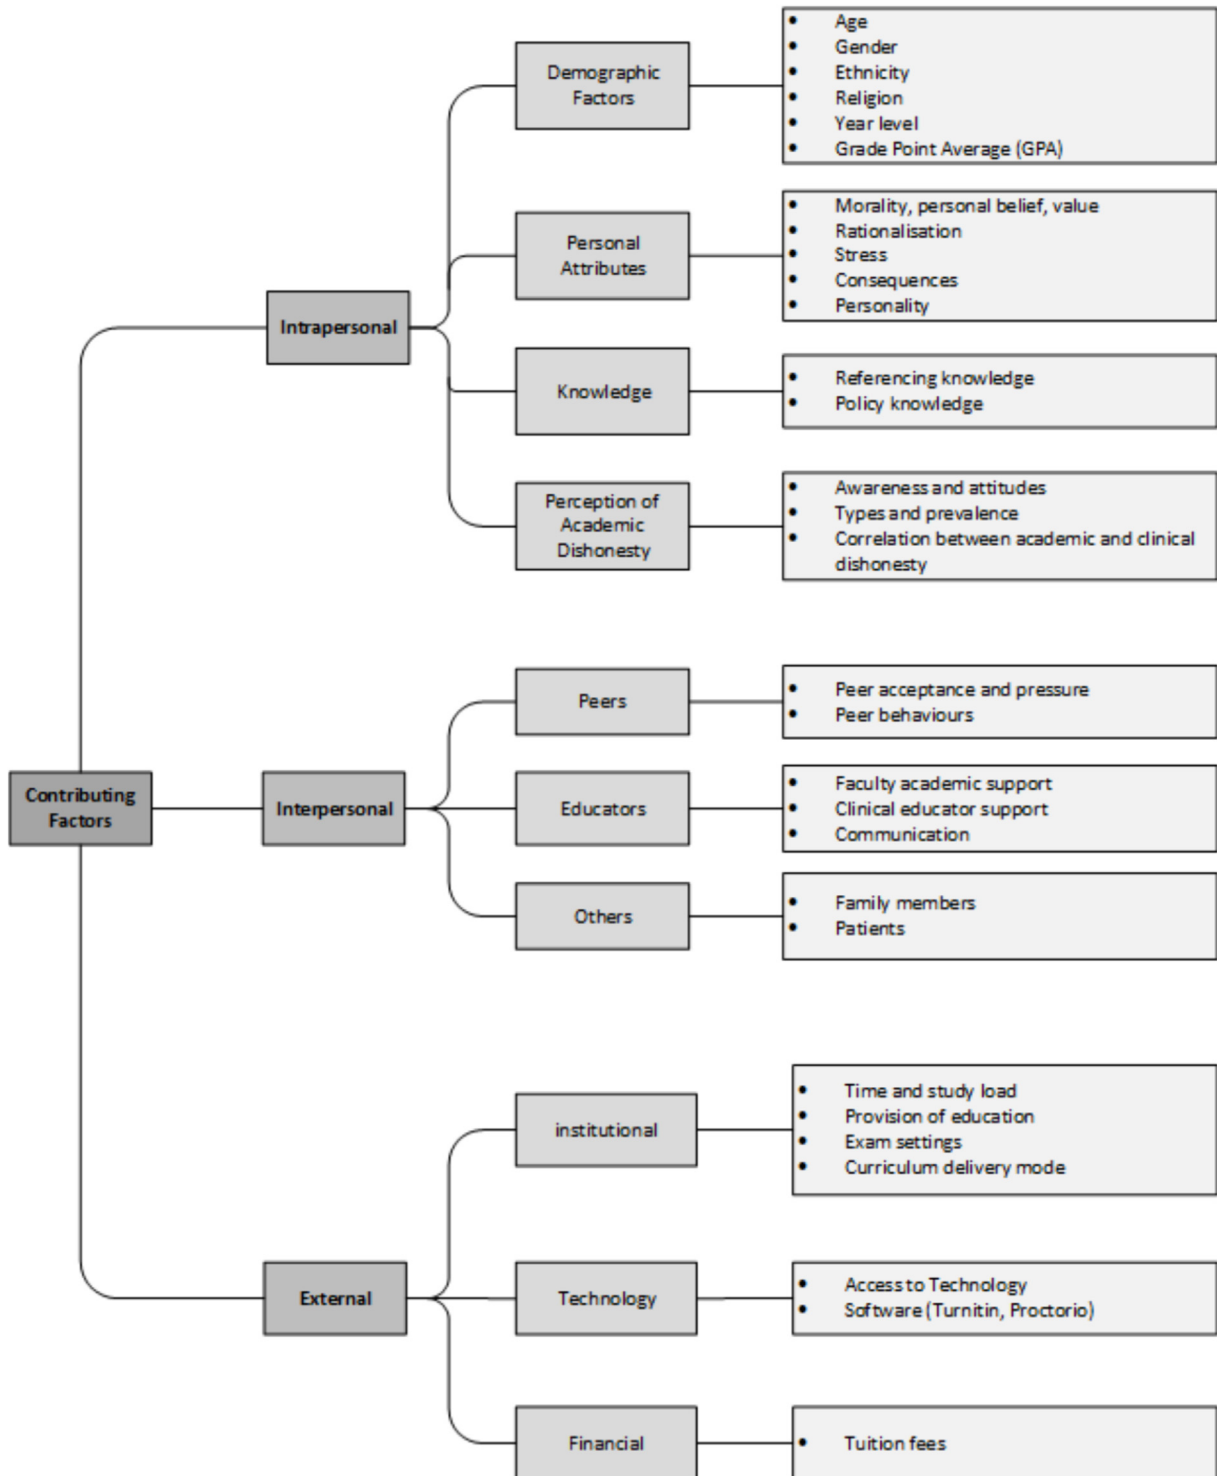 Contributing
Factors
Intrapersonal
Demographic
Factors
• Age
• Gender
• Ethnicity
• Religion
• Year level
• Grade Point Average (GPA)
Personal
Attributes
• Morality, personal belief, value
• Rationalisation
• Stress
• Consequences
• Personality
Knowledge
• Referencing knowledge
• Policy knowledge
Perception of
Academic
Dishonesty
• Awareness and attitudes
• Types and prevalence
• Correlation between academic and clinical
dishonesty
Interpersonal
Peers
• Peer acceptance and pressure
• Peer behaviours
Educators
• Faculty academic support
• Clinical educator support
• Communication
Others
• Family members
• Patients
External
institutional
• Time and study load
• Provision of education
• Exam settings
• Curriculum delivery mode
Technology
• Access to Technology
• Software (Turnitin, Proctorio)
Financial
• Tuition fees